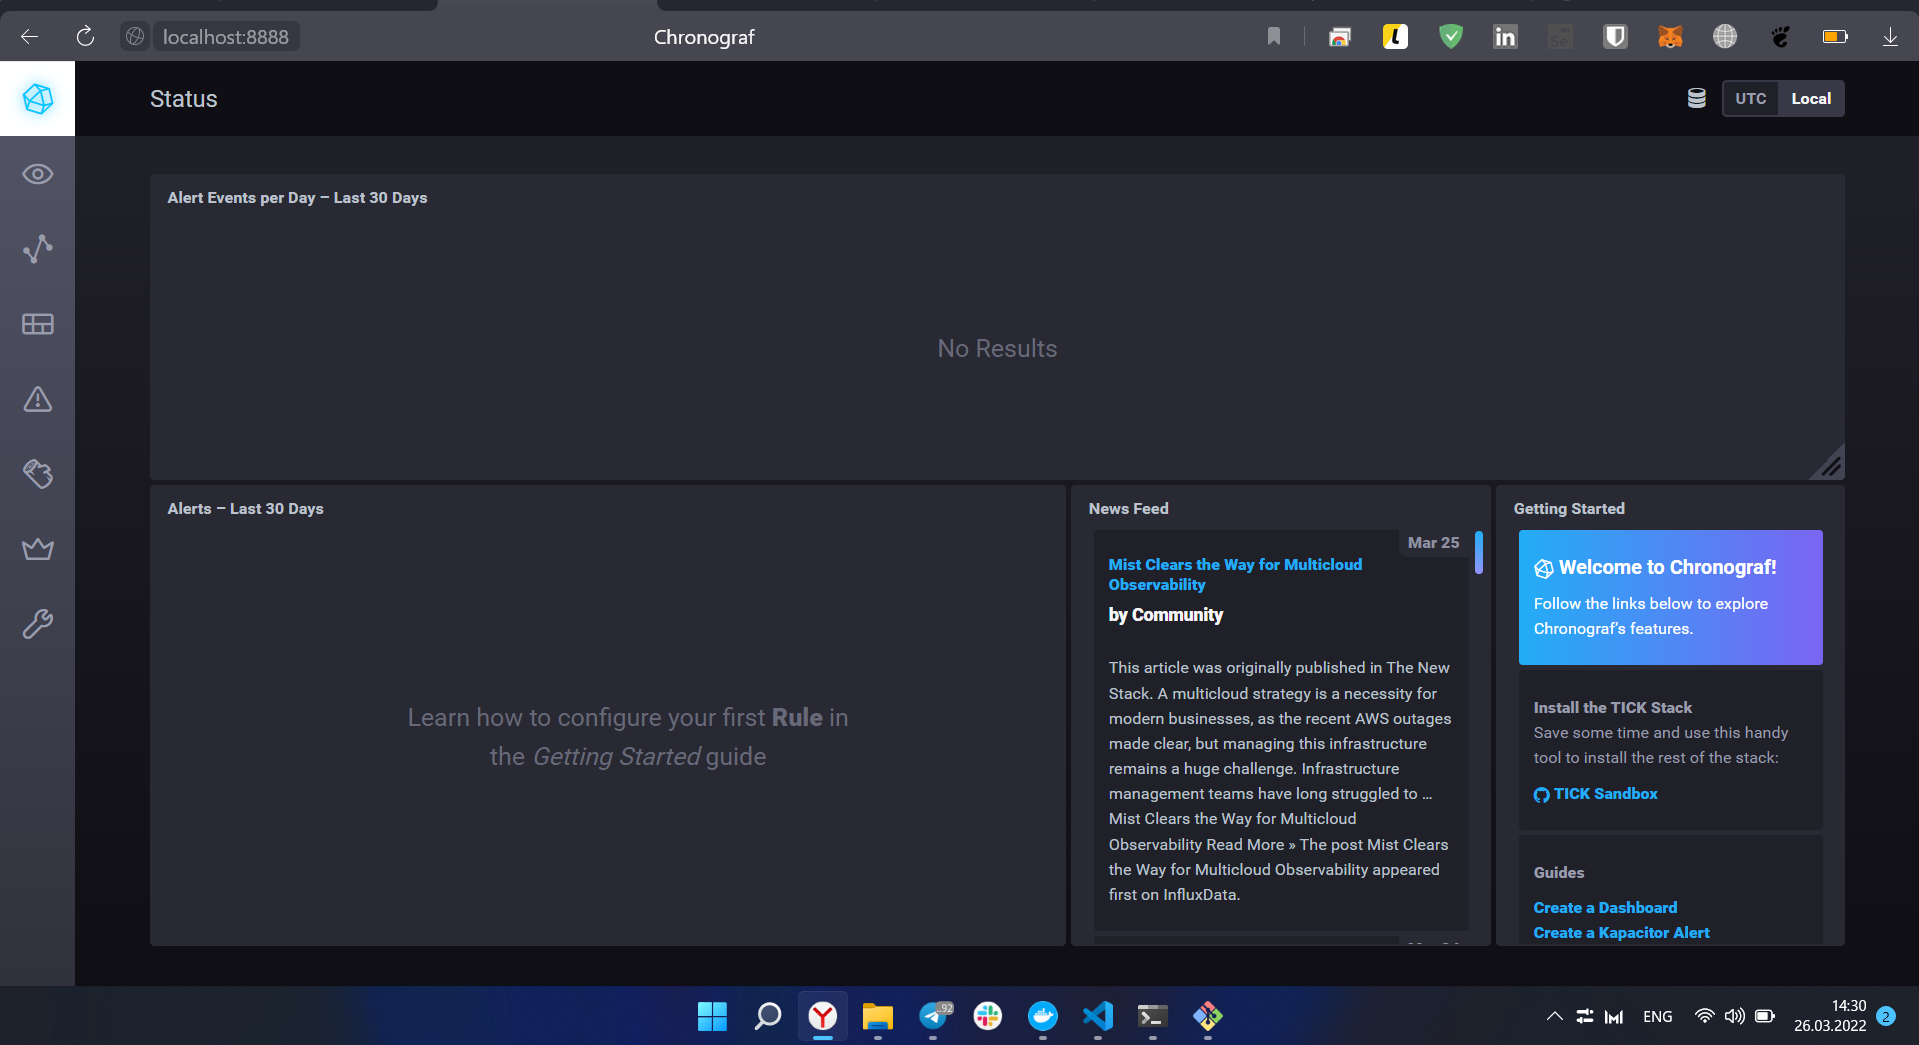 localhost:8888
Chronograf
Status
UTC
Local
Alert Events per Day – Last 30 Days
No Results
Alerts – Last 30 Days
Learn how to configure your first Rule in
the Getting Started guide
News Feed
Mar 25
Mist Clears the Way for Multicloud
Observability
by Community
This article was originally published in The New
Stack. A multicloud strategy is a necessity for
modern businesses, as the recent AWS outages
made clear, but managing this infrastructure
remains a huge challenge. Infrastructure
management teams have long struggled to ...
Mist Clears the Way for Multicloud
Observability Read More » The post Mist Clears
the Way for Multicloud Observability appeared
first on InfluxData.
Getting Started
Welcome to Chronograf!
Follow the links below to explore
Chronograf’s features.
Install the TICK Stack
Save some time and use this handy
tool to install the rest of the stack:
TICK Sandbox
Guides
Create a Dashboard
Create a Kapacitor Alert
..92
ENG
14:30
26.03.2022
2